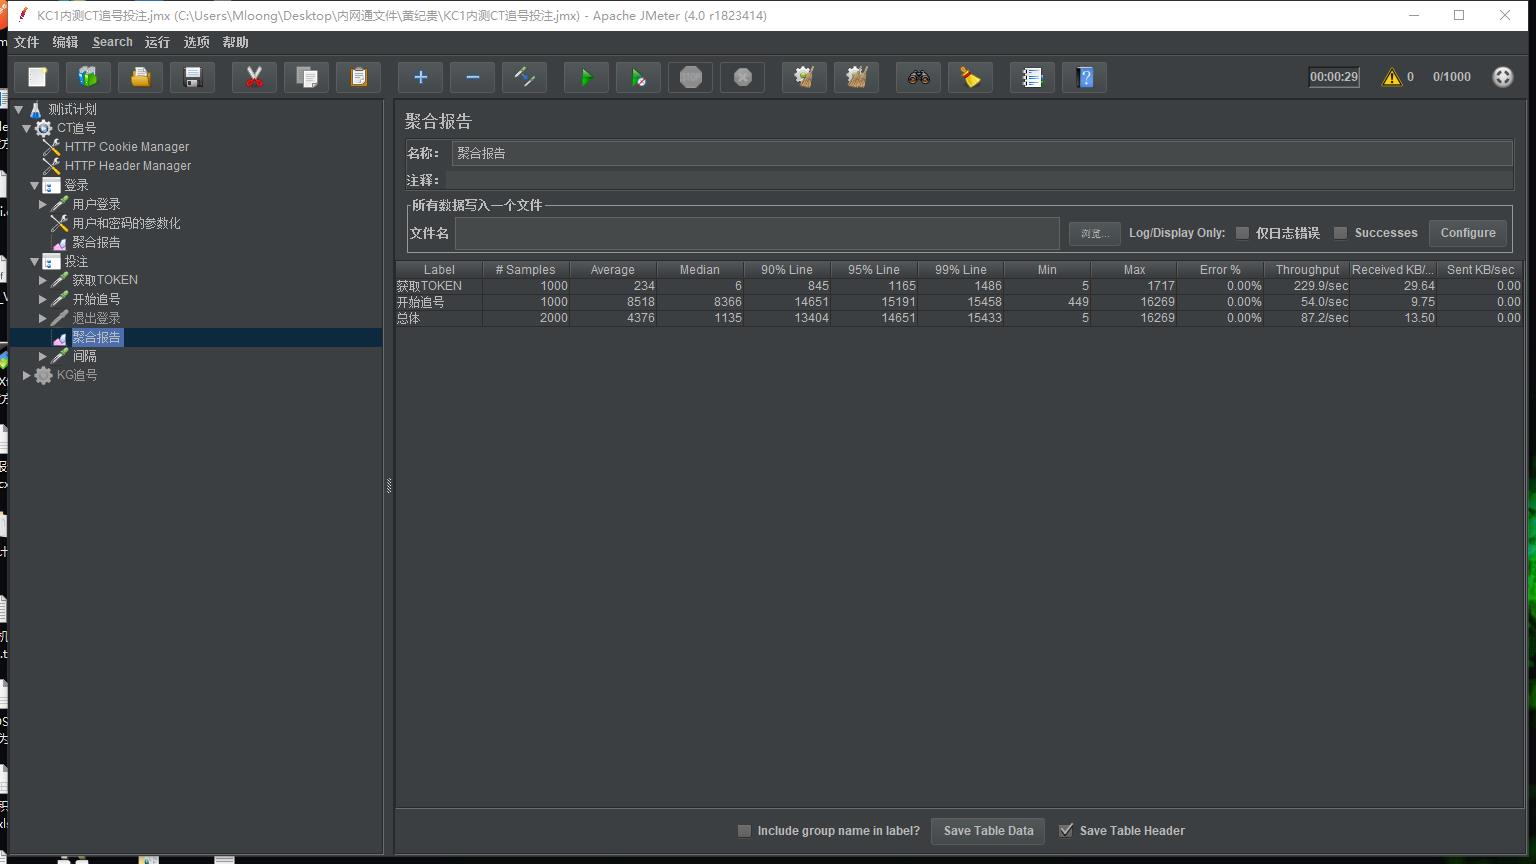 KC1内测CT追号投注.jmx (C:\Users\Mloong\Desktop\内网通文件\黄纪贵\KC1内测CT追号投注.jmx) - Apache JMeter (4.0 r1823414)
文件 编辑 Search 运行 选项 帮助
STOP
00:00:29 0 0/1000
测试计划
CT追号
HTTP Cookie Manager
HTTP Header Manager
登录
用户登录
用户和密码的参数化
聚合报告
投注
获取TOKEN
开始追号
退出登录
聚合报告
间隔
KG追号
聚合报告
名称： 聚合报告
注释：
所有数据写入一个文件
文件名 浏览... Log/Display Only: 仅日志错误 Successes Configure
Label # Samples Average Median 90% Line 95% Line 99% Line Min Max Error % Throughput Received KB/... Sent KB/sec
获取TOKEN 1000 234 6 845 1165 1486 5 1717 0.00% 229.9/sec 29.64 0.00
开始追号 1000 8518 8366 14651 15191 15458 449 16269 0.00% 54.0/sec 9.75 0.00
总体 2000 4376 1135 13404 14651 15433 5 16269 0.00% 87.2/sec 13.50 0.00
Include group name in label? Save Table Data Save Table Header